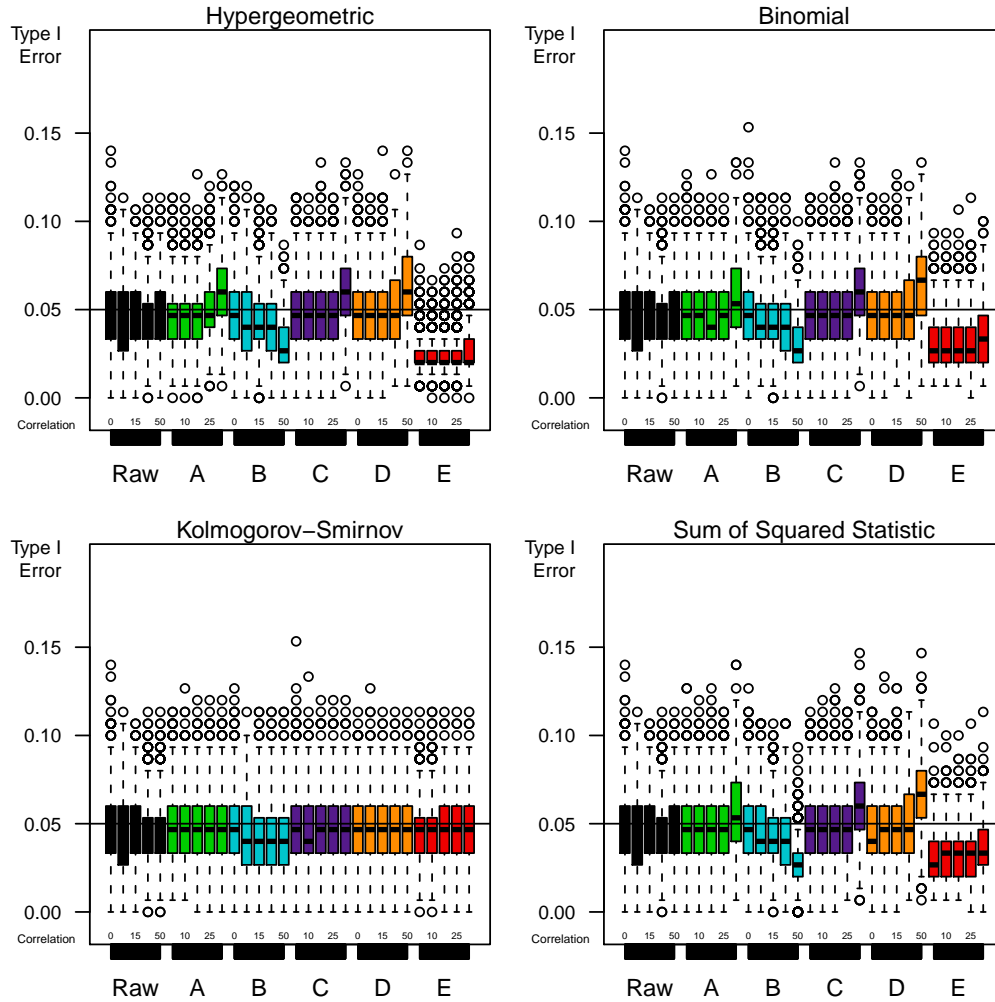 Hypergeometric
Type I
Error
0.15
0.10
0.05
0.00
Correlation
0 15 50 10 25 0 15 50 10 25 0 15 50 10 25
Raw A B C D E
Binomial
Type I
Error
0.15
0.10
0.05
0.00
Correlation
0 15 50 10 25 0 15 50 10 25 0 15 50 10 25
Raw A B C D E
Kolmogorov−Smirnov
Type I
Error
0.15
0.10
0.05
0.00
Correlation
0 15 50 10 25 0 15 50 10 25 0 15 50 10 25
Raw A B C D E
Sum of Squared Statistic
Type I
Error
0.15
0.10
0.05
0.00
Correlation
0 15 50 10 25 0 15 50 10 25 0 15 50 10 25
Raw A B C D E